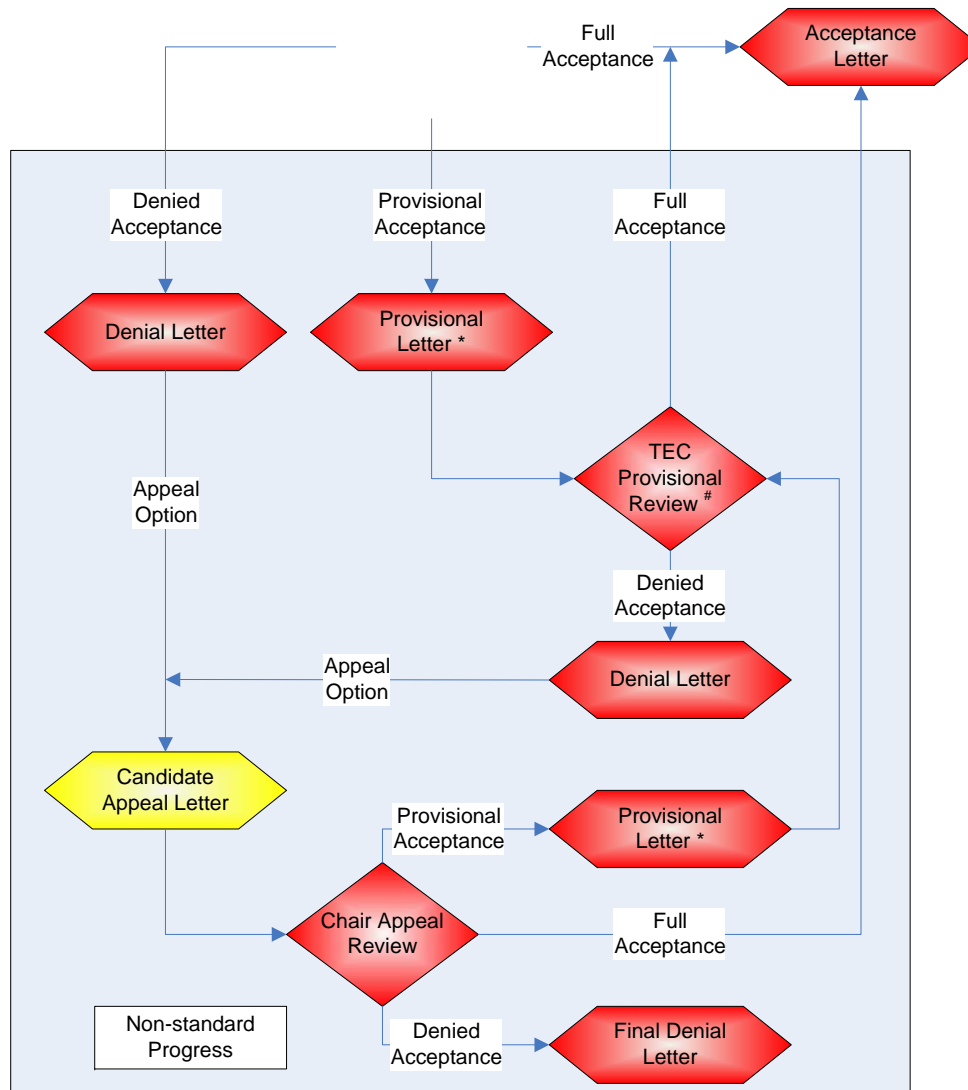 Full
Acceptance
Acceptance
Letter
Denied
Acceptance
Provisional
Acceptance
Full
Acceptance
Denial Letter
Provisional
Letter *
TEC
Provisional
Review #
Appeal
Option
Denied
Acceptance
Appeal
Option
Denial Letter
Candidate
Appeal Letter
Provisional
Acceptance
Provisional
Letter *
Chair Appeal
Review
Full
Acceptance
Non-standard
Progress
Denied
Acceptance
Final Denial
Letter